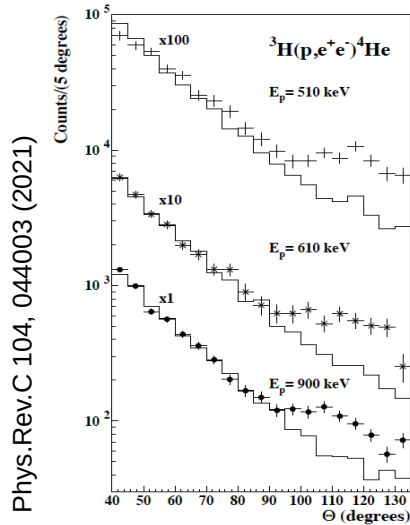 Phys.Rev.C 104, 044003 (2021)
Counts/(5 degrees)
10^5
10^4
10^3
10^2
x100
³H(p,e⁺e⁻)⁴He
E_p= 510 keV
x10
E_p= 610 keV
x1
E_p= 900 keV
40 50 60 70 80 90 100 110 120 130
Θ (degrees)